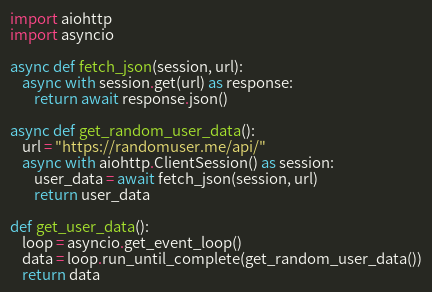 import aiohttp
import asyncio

async def fetch_json(session, url):
    async with session.get(url) as response:
        return await response.json()

async def get_random_user_data():
    url = "https://randomuser.me/api/"
    async with aiohttp.ClientSession() as session:
        user_data = await fetch_json(session, url)
        return user_data

def get_user_data():
    loop = asyncio.get_event_loop()
    data = loop.run_until_complete(get_random_user_data())
    return data